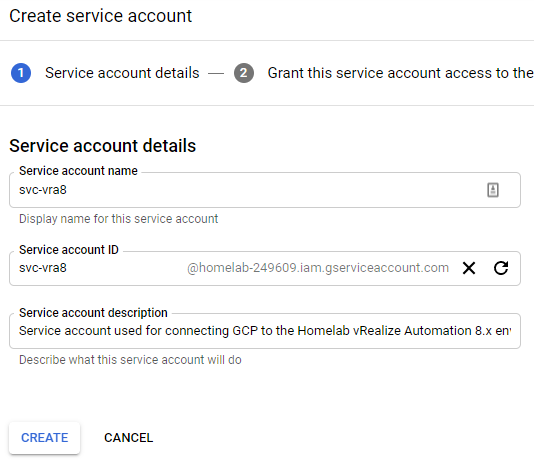 Create service account
1 Service account details — 2 Grant this service account access to the
Service account details
Service account name
svc-vra8
Display name for this service account
Service account ID
svc-vra8 @homelab-249609.iam.gserviceaccount.com
Service account description
Service account used for connecting GCP to the Homelab vRealize Automation 8.x env
Describe what this service account will do
CREATE CANCEL